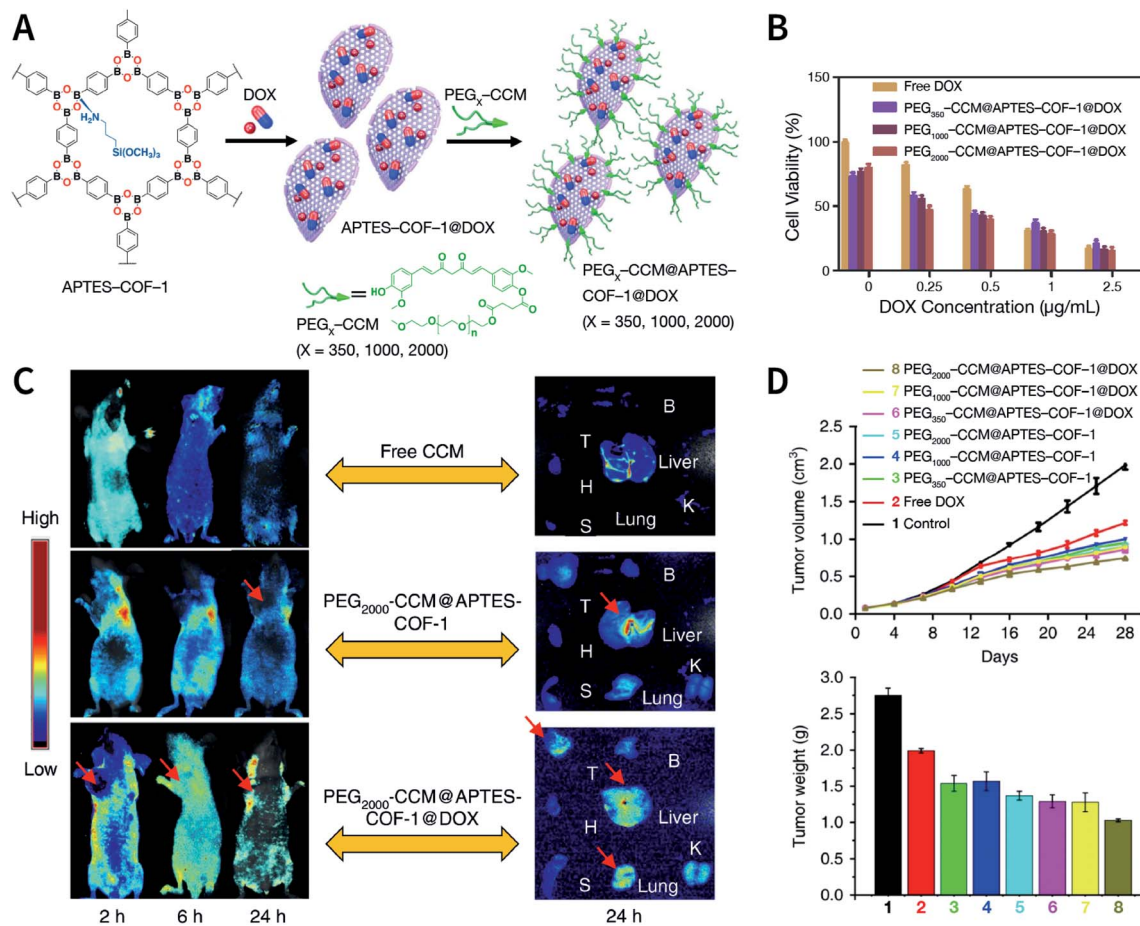 A
B
B
O
H₂N
Si(OCH₃)₃
APTES–COF–1
DOX
APTES–COF–1@DOX
PEGₓ–CCM
PEGₓ–CCM@APTES–
COF–1@DOX
(X = 350, 1000, 2000)
=
O
O
HO
O
O
O
O
O
O
n
PEGₓ–CCM
(X = 350, 1000, 2000)
B
Cell Viability (%)
150
100
50
0
Free DOX
PEG₃₅₀–CCM@APTES–COF–1@DOX
PEG₁₀₀₀–CCM@APTES–COF–1@DOX
PEG₂₀₀₀–CCM@APTES–COF–1@DOX
0 0.25 0.5 1 2.5
DOX Concentration (µg/mL)
C
High
Low
Free CCM
PEG₂₀₀₀-CCM@APTES-
COF-1
PEG₂₀₀₀-CCM@APTES-
COF-1@DOX
B
T
Liver
H
K
S Lung
B
T
Liver
H
K
S Lung
B
T
Liver
H
K
S Lung
2 h 6 h 24 h
24 h
D
8 PEG₂₀₀₀–CCM@APTES–COF–1@DOX
7 PEG₁₀₀₀–CCM@APTES–COF–1@DOX
6 PEG₃₅₀–CCM@APTES–COF–1@DOX
5 PEG₂₀₀₀–CCM@APTES–COF–1
4 PEG₁₀₀₀–CCM@APTES–COF–1
3 PEG₃₅₀–CCM@APTES–COF–1
2 Free DOX
1 Control
Tumor volume (cm³)
2.0
1.5
1.0
0.5
0.0
0 4 8 12 16 20 24 28
Days
Tumor weight (g)
3.0
2.5
2.0
1.5
1.0
0.5
0.0
1 2 3 4 5 6 7 8